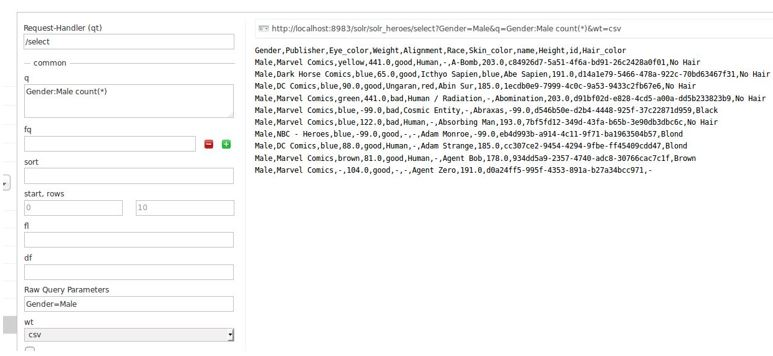 Request-Handler (qt)
/select
common
q
Gender:Male count(*)
fq
sort
start, rows
0
10
fl
df
Raw Query Parameters
Gender=Male
wt
csv
http://localhost:8983/solr/solr_heroes/select?Gender=Male&q=Gender:Male count(*)&wt=csv
Gender,Publisher,Eye_color,Weight,Alignment,Race,Skin_color,name,Height,id,Hair_color
Male,Marvel Comics,yellow,441.0,good,Human,-,A-Bomb,203.0,c84926d7-5a51-4f6a-bd91-26c2428a0f01,No Hair
Male,Dark Horse Comics,blue,65.0,good,Icthyo Sapien,blue,Abe Sapien,191.0,d14a1e79-5466-478a-922c-70bd63467f31,No Hair
Male,DC Comics,blue,90.0,good,Ungaran,red,Abin Sur,185.0,1ecdb0e9-7999-4c0c-9a53-9433c2fb67e6,No Hair
Male,Marvel Comics,green,441.0,bad,Human / Radiation,-,Abomination,203.0,d91bf02d-e828-4cd5-a00a-dd5b233823b9,No Hair
Male,Marvel Comics,blue,-99.0,bad,Cosmic Entity,-,Abraxas,-99.0,d546b50e-d2b4-4448-925f-37c22871d959,Black
Male,Marvel Comics,blue,122.0,bad,Human,-,Absorbing Man,193.0,7bf5fd12-349d-43fa-b65b-3e90db3dbc6c,No Hair
Male,NBC - Heroes,blue,-99.0,good,-,-,Adam Monroe,-99.0,eb4d993b-a914-4c11-9f71-ba1963504b57,Blond
Male,DC Comics,blue,88.0,good,Human,-,Adam Strange,185.0,cc307ce2-9454-4294-9fbe-ff45409cdd47,Blond
Male,Marvel Comics,brown,81.0,good,Human,-,Agent Bob,178.0,934dd5a9-2357-4740-adc8-30766cac7c1f,Brown
Male,Marvel Comics,-,104.0,good,-,-,Agent Zero,191.0,d0a24ff5-995f-4353-891a-b27a34bcc971,-